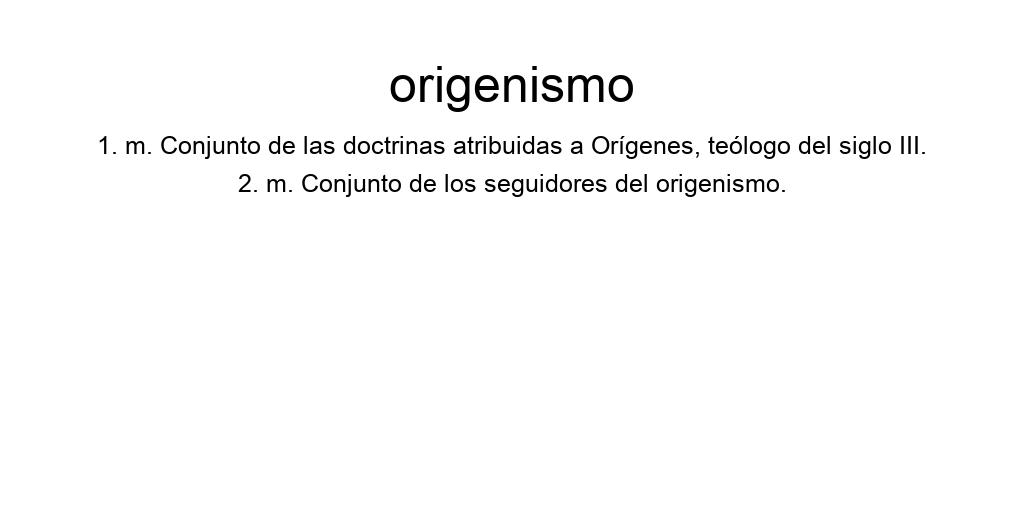 origenismo
1. m. Conjunto de las doctrinas atribuidas a Orígenes, teólogo del siglo III.
2. m. Conjunto de los seguidores del origenismo.